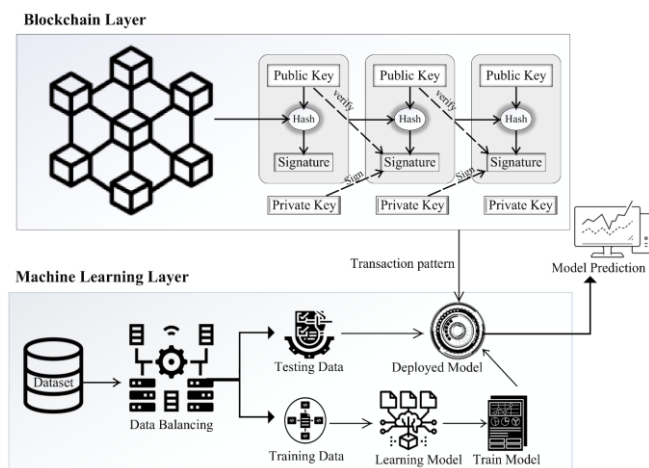 Blockchain Layer
Public Key
Public Key
Public Key
verify
verify
Hash
Hash
Hash
Signature
Signature
Signature
Sign
Sign
Private Key
Private Key
Private Key
Transaction pattern
Model Prediction
Machine Learning Layer
Dataset
Data Balancing
Testing Data
Deployed Model
Training Data
Learning Model
Train Model